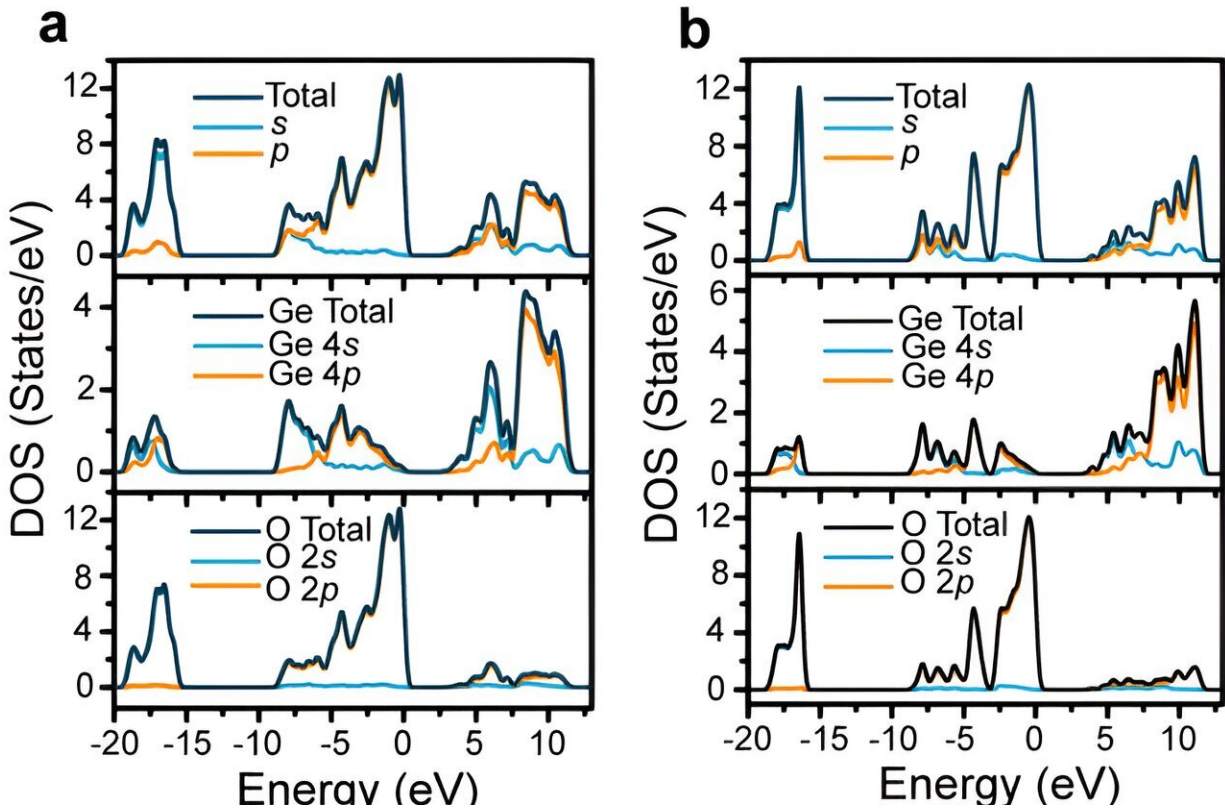 a
DOS (States/eV)
12
8
4
0
Total
s
p
4
2
0
Ge Total
Ge 4s
Ge 4p
12
8
4
0
O Total
O 2s
O 2p
-20 -15 -10 -5 0 5 10
Energy (eV)
b
DOS (States/eV)
12
8
4
0
Total
s
p
6
4
2
0
Ge Total
Ge 4s
Ge 4p
12
8
4
0
O Total
O 2s
O 2p
-20 -15 -10 -5 0 5 10
Energy (eV)